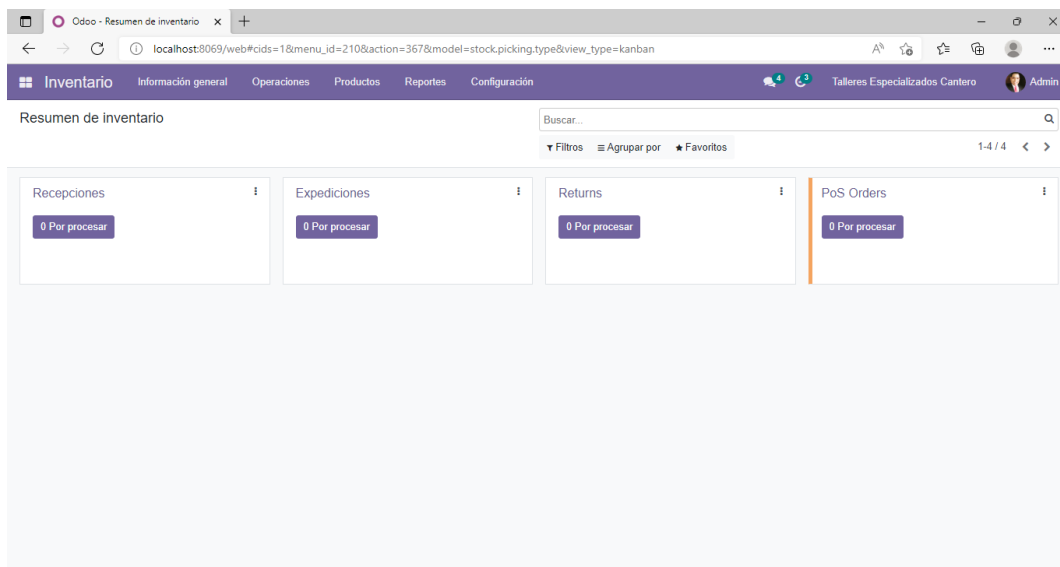 Odoo - Resumen de inventario
localhost:8069/web#cids=1&menu_id=210&action=367&model=stock.picking.type&view_type=kanban
Inventario Información general Operaciones Productos Reportes Configuración 4 3 Talleres Especializados Cantero Admin
Resumen de inventario
Buscar...
Filtros Agrupar por Favoritos 1-4 / 4
Recepciones Expediciones Returns PoS Orders
0 Por procesar 0 Por procesar 0 Por procesar 0 Por procesar